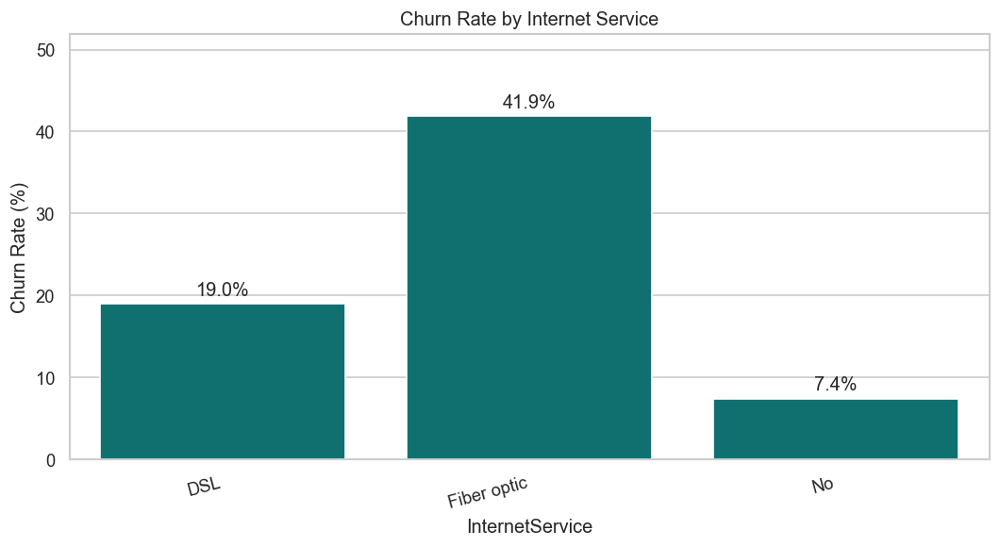 Churn Rate by Internet Service
50
40
30
20
10
0
Churn Rate (%)
19.0%
41.9%
7.4%
DSL
Fiber optic
No
InternetService